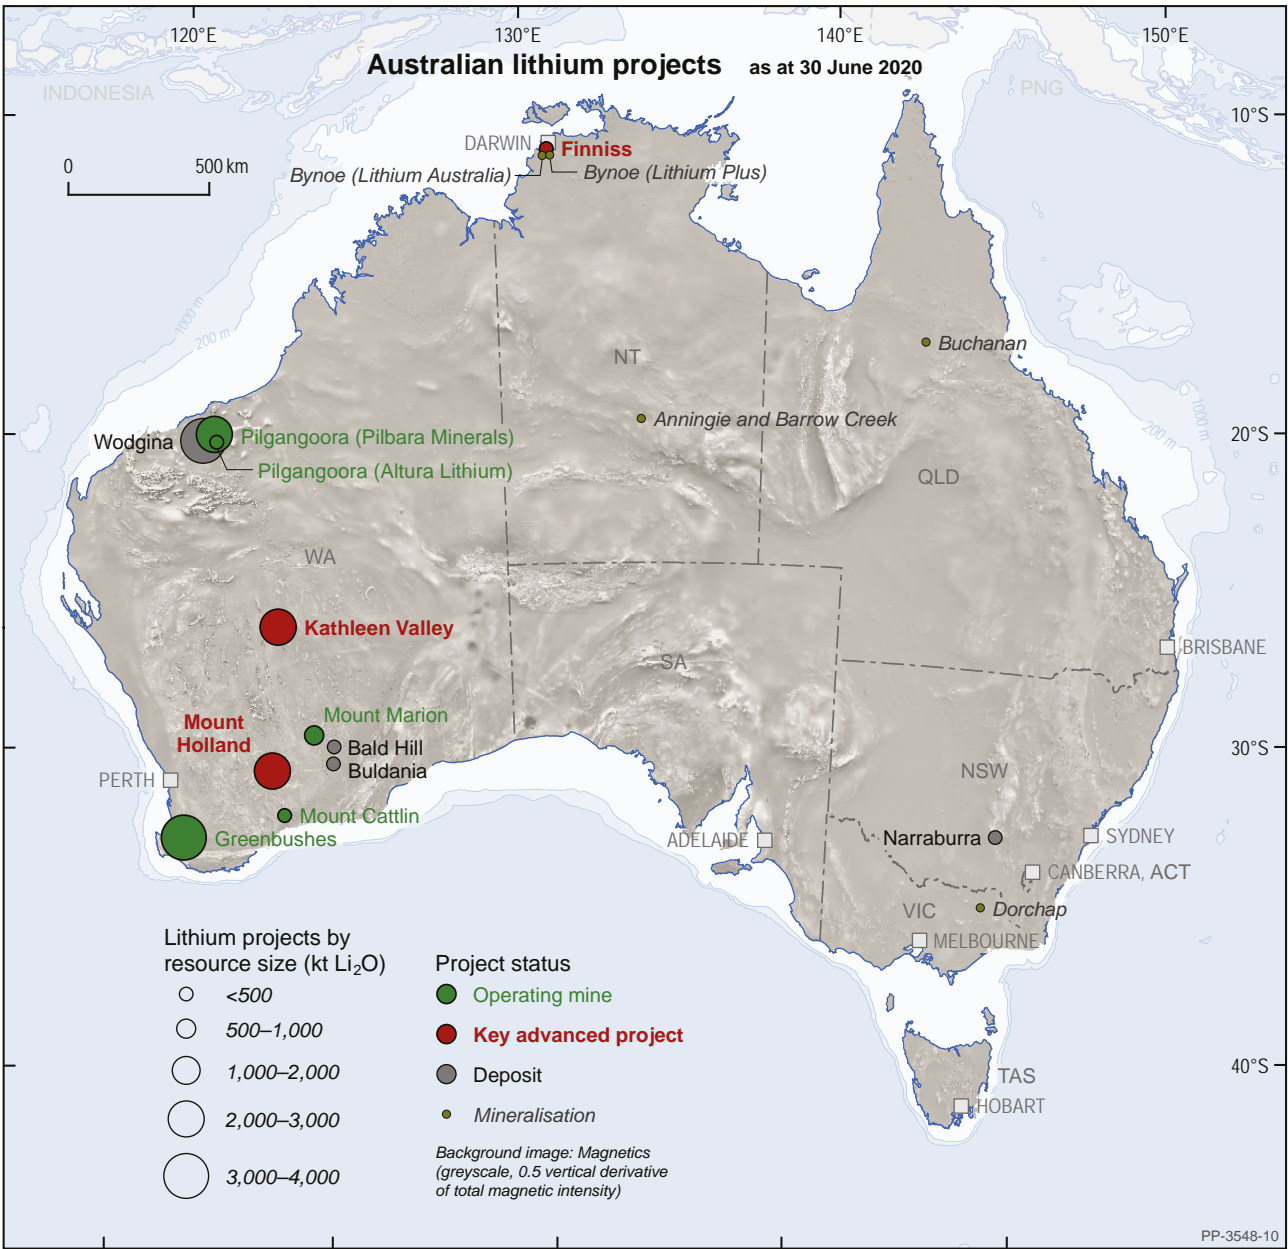 120°E
130°E
140°E
150°E
Australian lithium projects as at 30 June 2020
INDONESIA
PNG
10°S
DARWIN
Finniss
0
500 km
Bynoe (Lithium Australia)
Bynoe (Lithium Plus)
1000 m
200 m
NT
Buchanan
Anningie and Barrow Creek
1000 m
200 m
20°S
Wodgina
Pilgangoora (Pilbara Minerals)
Pilgangoora (Altura Lithium)
QLD
WA
Kathleen Valley
SA
BRISBANE
Mount
Holland
Mount Marion
Bald Hill
Buldania
30°S
NSW
PERTH
Mount Cattlin
Greenbushes
ADELAIDE
Narraburra
SYDNEY
CANBERRA, ACT
VIC
Dorchap
MELBOURNE
Lithium projects by
resource size (kt Li₂O)
<500
500–1,000
1,000–2,000
2,000–3,000
3,000–4,000
Project status
Operating mine
Key advanced project
Deposit
Mineralisation
Background image: Magnetics
(greyscale, 0.5 vertical derivative
of total magnetic intensity)
40°S
TAS
HOBART
PP-3548-10